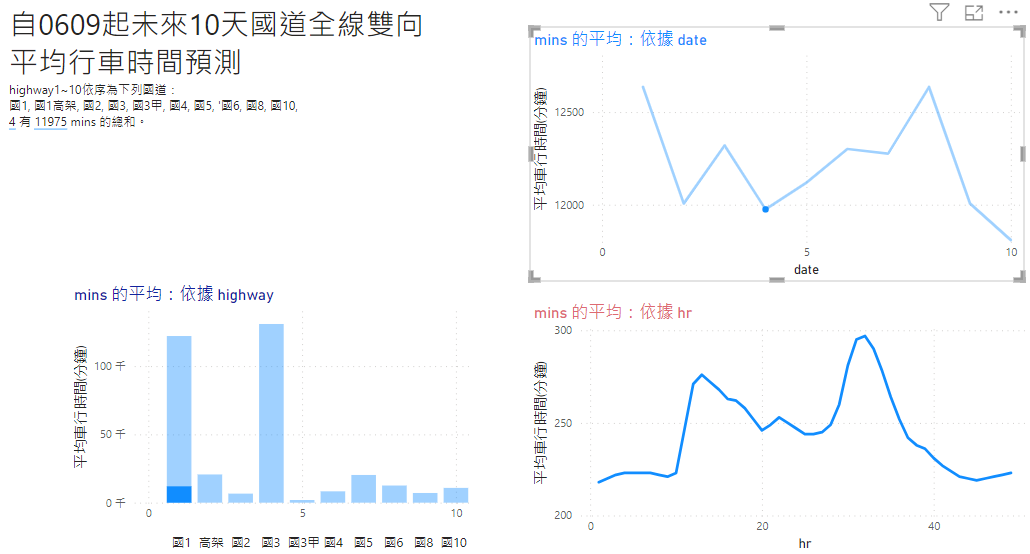 自0609起未來10天國道全線雙向
平均行車時間預測
highway1~10依序為下列國道：
國1, 國1高架, 國2, 國3, 國3甲, 國4, 國5, '國6, 國8, 國10,
4 有 11975 mins 的總和。
mins 的平均：依據 date
平均車行時間(分鐘)
12500
12000
0
5
10
date
mins 的平均：依據 highway
平均車行時間(分鐘)
100 千
50 千
0 千
0
5
10
國1 高架 國2 國3 國3甲 國4 國5 國6 國8 國10
mins 的平均：依據 hr
平均車行時間(分鐘)
300
250
200
0
20
40
hr